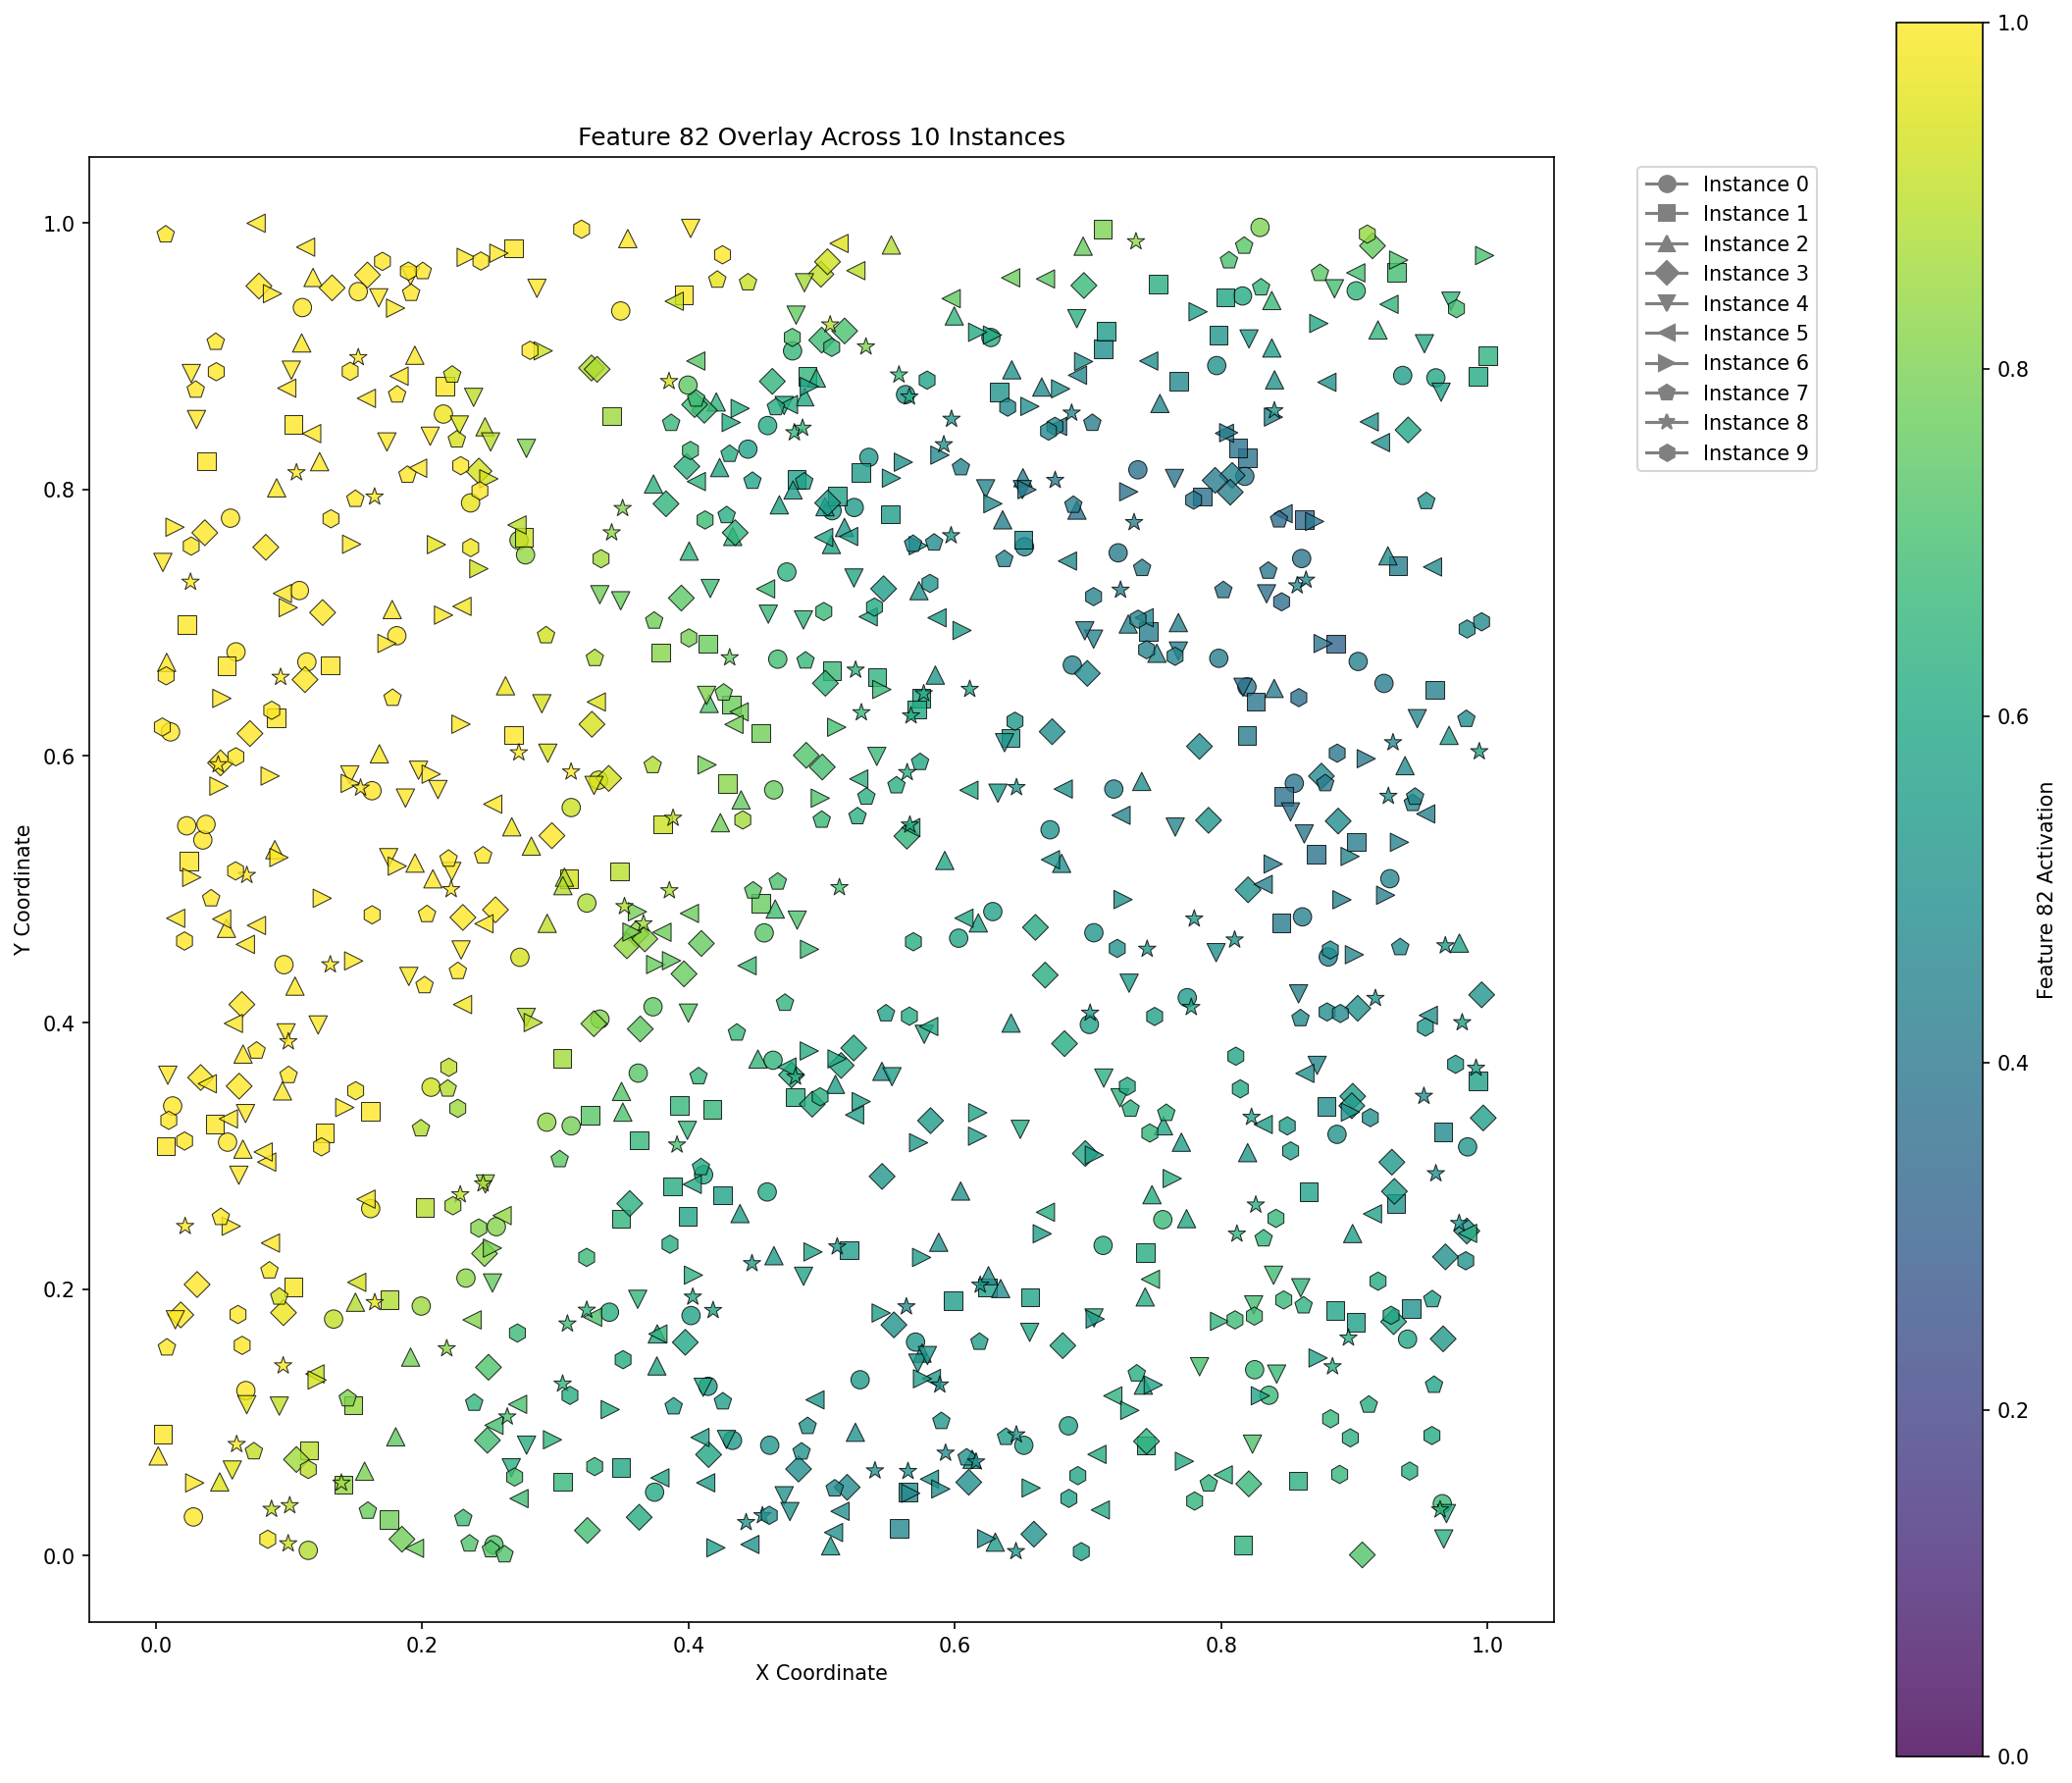 Feature 82 Overlay Across 10 Instances
1.0
0.8
0.6
0.4
0.2
0.0
Y Coordinate
0.0
0.2
0.4
0.6
0.8
1.0
X Coordinate
Instance 0
Instance 1
Instance 2
Instance 3
Instance 4
Instance 5
Instance 6
Instance 7
Instance 8
Instance 9
1.0
0.8
0.6
0.4
0.2
0.0
Feature 82 Activation